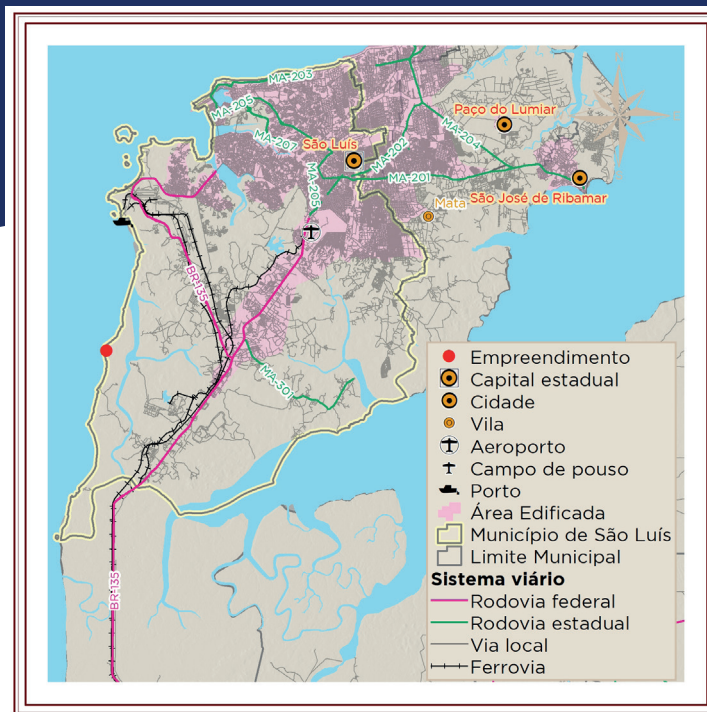 MA-203
MA-205
MA-207
São Luís
MA-202
MA-204
Paço do Lumiar
MA-201
MA-205
Mata
São José de Ribamar
BR-135
MA-301
BR-135
Empreendimento
Capital estadual
Cidade
Vila
Aeroporto
Campo de pouso
Porto
Área Edificada
Município de São Luís
Limite Municipal
Sistema viário
Rodovia federal
Rodovia estadual
Via local
Ferrovia